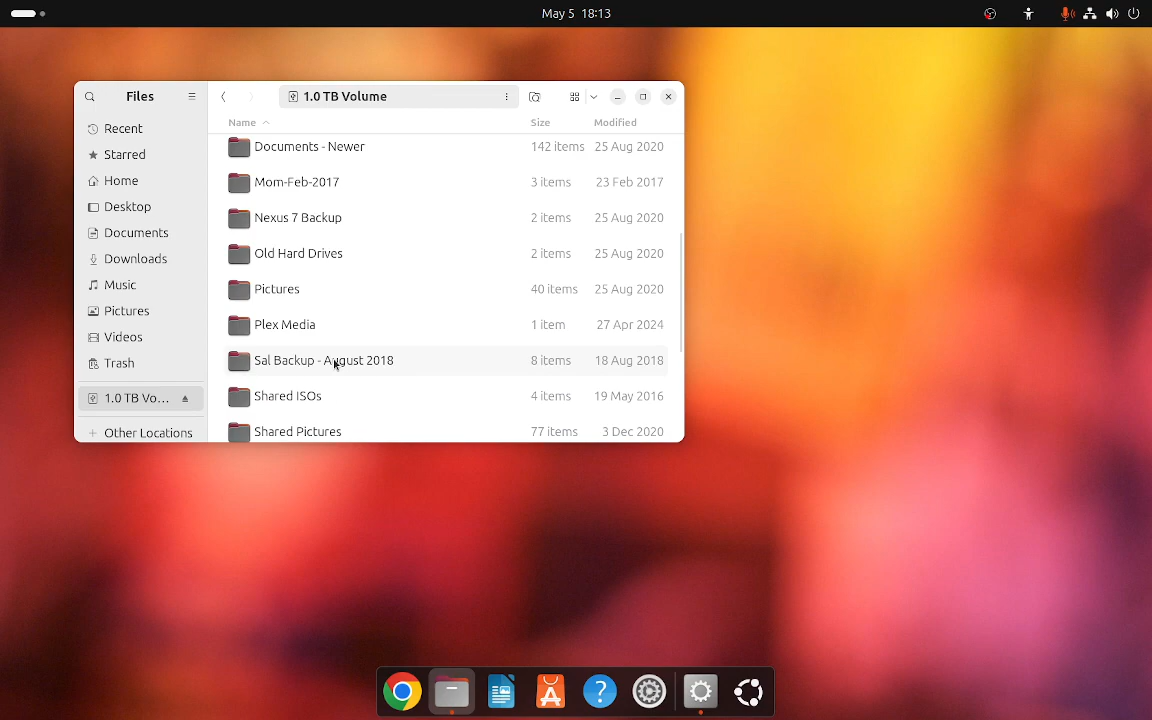 May 5 18:13
Files
1.0 TB Volume
Name Size Modified
Recent
Starred
Home
Desktop
Documents
Downloads
Music
Pictures
Videos
Trash
1.0 TB Vo...
+ Other Locations
Documents - Newer 142 items 25 Aug 2020
Mom-Feb-2017 3 items 23 Feb 2017
Nexus 7 Backup 2 items 25 Aug 2020
Old Hard Drives 2 items 25 Aug 2020
Pictures 40 items 25 Aug 2020
Plex Media 1 item 27 Apr 2024
Sal Backup - August 2018 8 items 18 Aug 2018
Shared ISOs 4 items 19 May 2016
Shared Pictures 77 items 3 Dec 2020